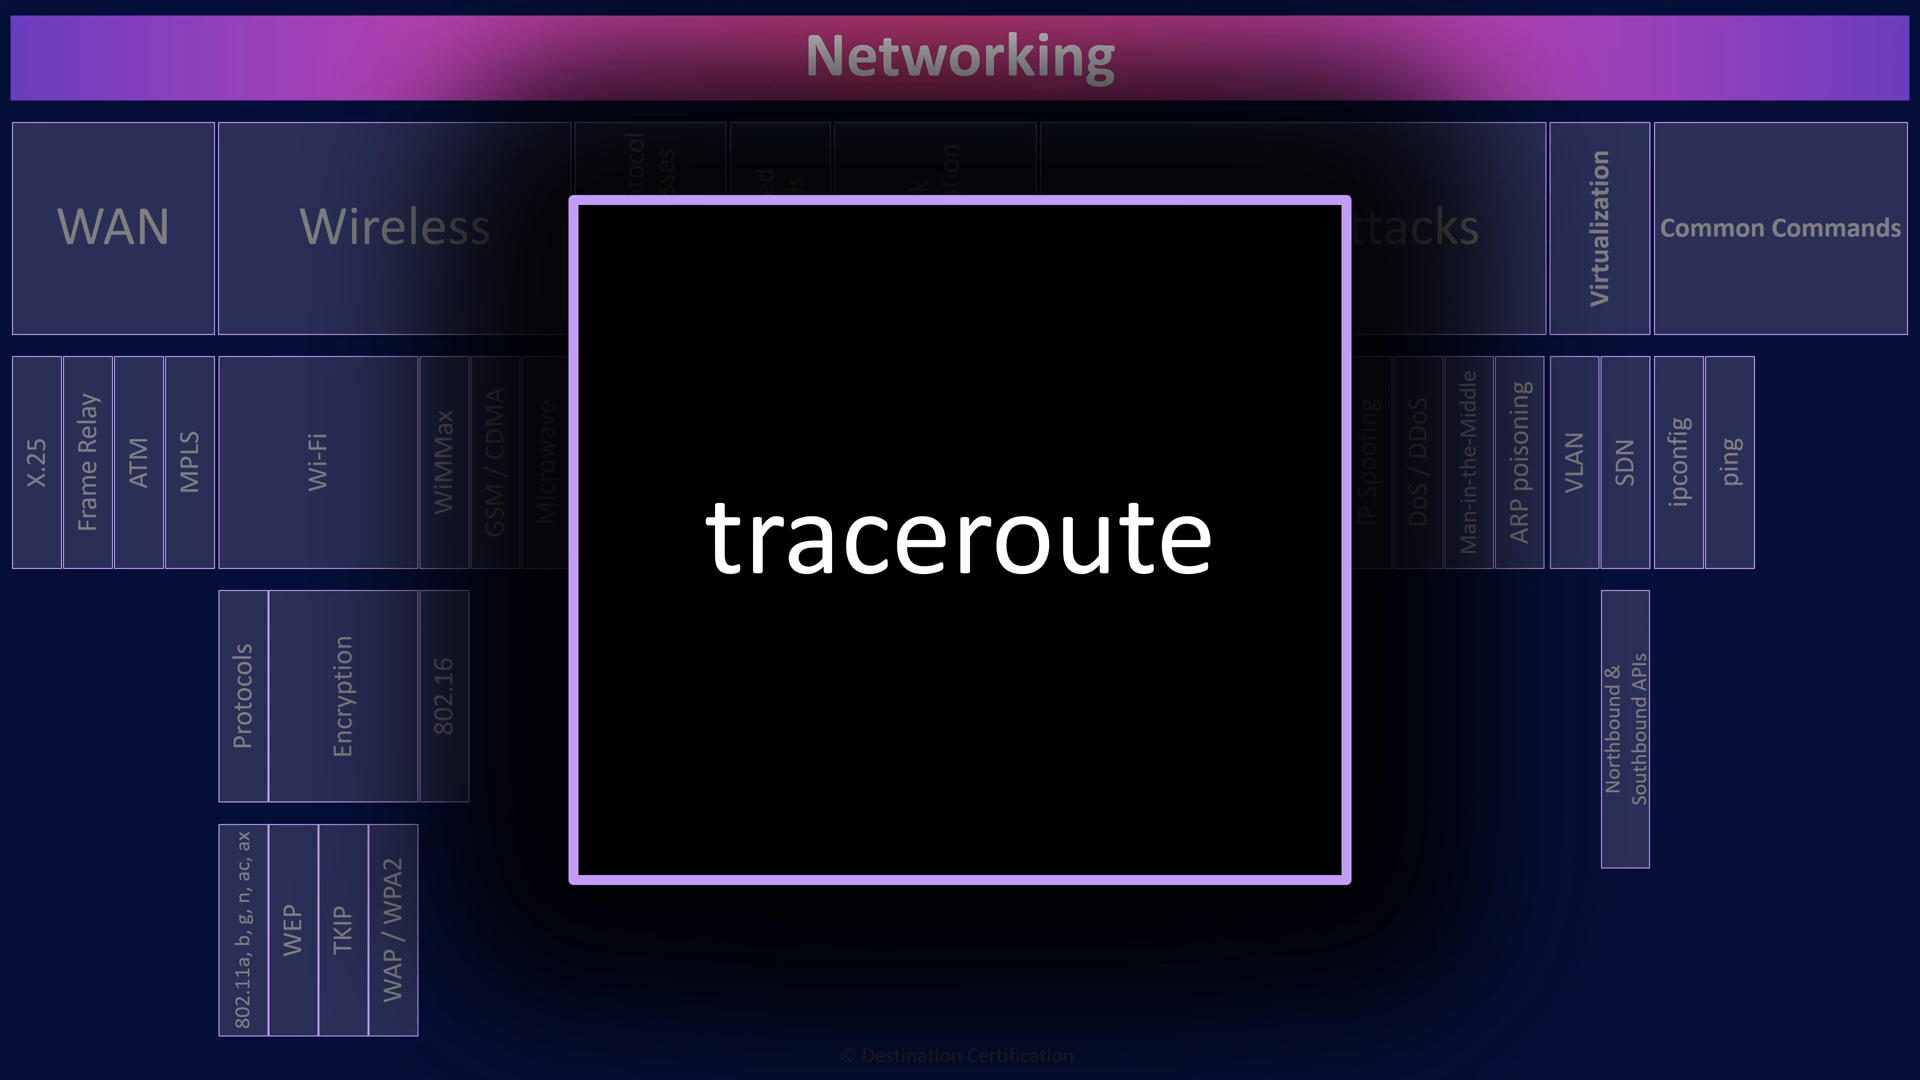 Networking
WAN
Wireless
ttacks
Virtualization
Common Commands
X.25
Frame Relay
ATM
MPLS
Wi-Fi
WiMMax
GSM / CDMA
Microwave
traceroute
IP Spoofing
DoS / DDoS
Man-in-the-Middle
ARP poisoning
VLAN
SDN
ipconfig
ping
Protocols
Encryption
802.16
Northbound &
Southbound APIs
802.11a, b, g, n, ac, ax
WEP
TKIP
WAP / WPA2
© Destination Certification